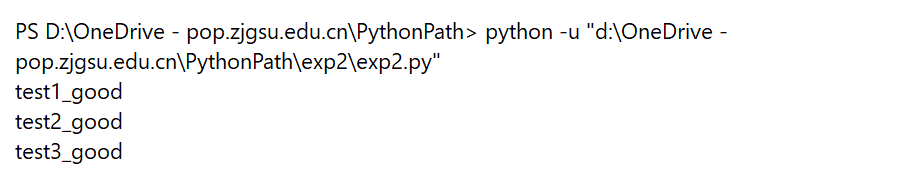 PS D:\OneDrive - pop.zjgsu.edu.cn\PythonPath> python -u "d:\OneDrive -
pop.zjgsu.edu.cn\PythonPath\exp2\exp2.py"
test1_good
test2_good
test3_good